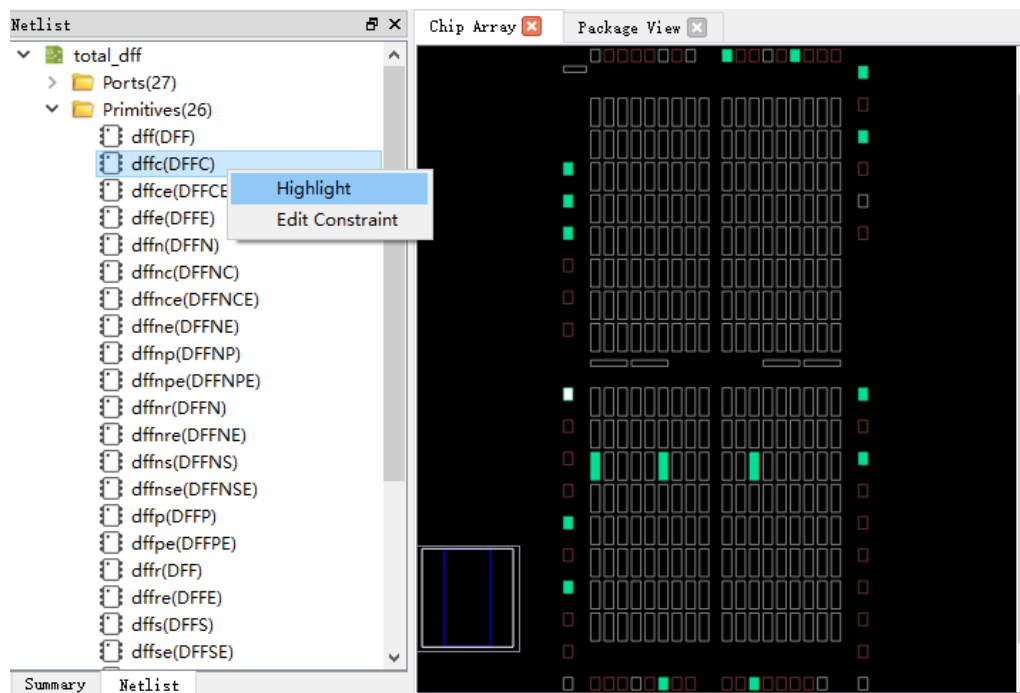 Netlist
Chip Array
Package View
total_dff
Ports(27)
Primitives(26)
dff(DFF)
dffc(DFFC)
dffce(DFFCE
dffe(DFFE)
dffn(DFFN)
dffnc(DFFNC)
dffnce(DFFNCE)
dffne(DFFNE)
dffnp(DFFNP)
dffnpe(DFFNPE)
dffnr(DFFN)
dffnre(DFFNE)
dffns(DFFNS)
dffnse(DFFNSE)
dffp(DFFP)
dffpe(DFFPE)
dffr(DFF)
dffre(DFFE)
dffs(DFFS)
dffse(DFFSE)
Highlight
Edit Constraint
Summary
Netlist